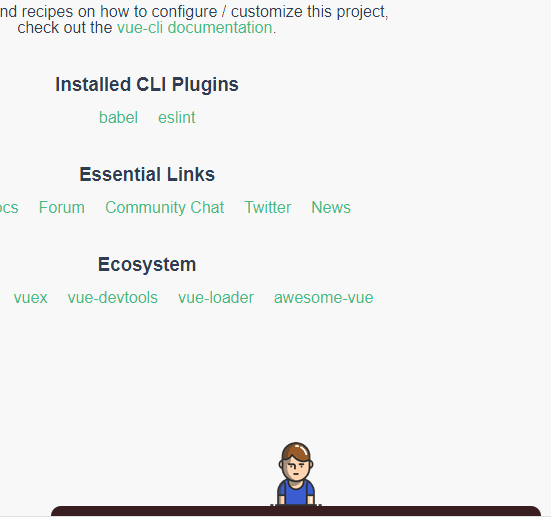 nd recipes on how to configure / customize this project,
check out the vue-cli documentation.
Installed CLI Plugins
babel eslint
Essential Links
ocs Forum Community Chat Twitter News
Ecosystem
vuex vue-devtools vue-loader awesome-vue